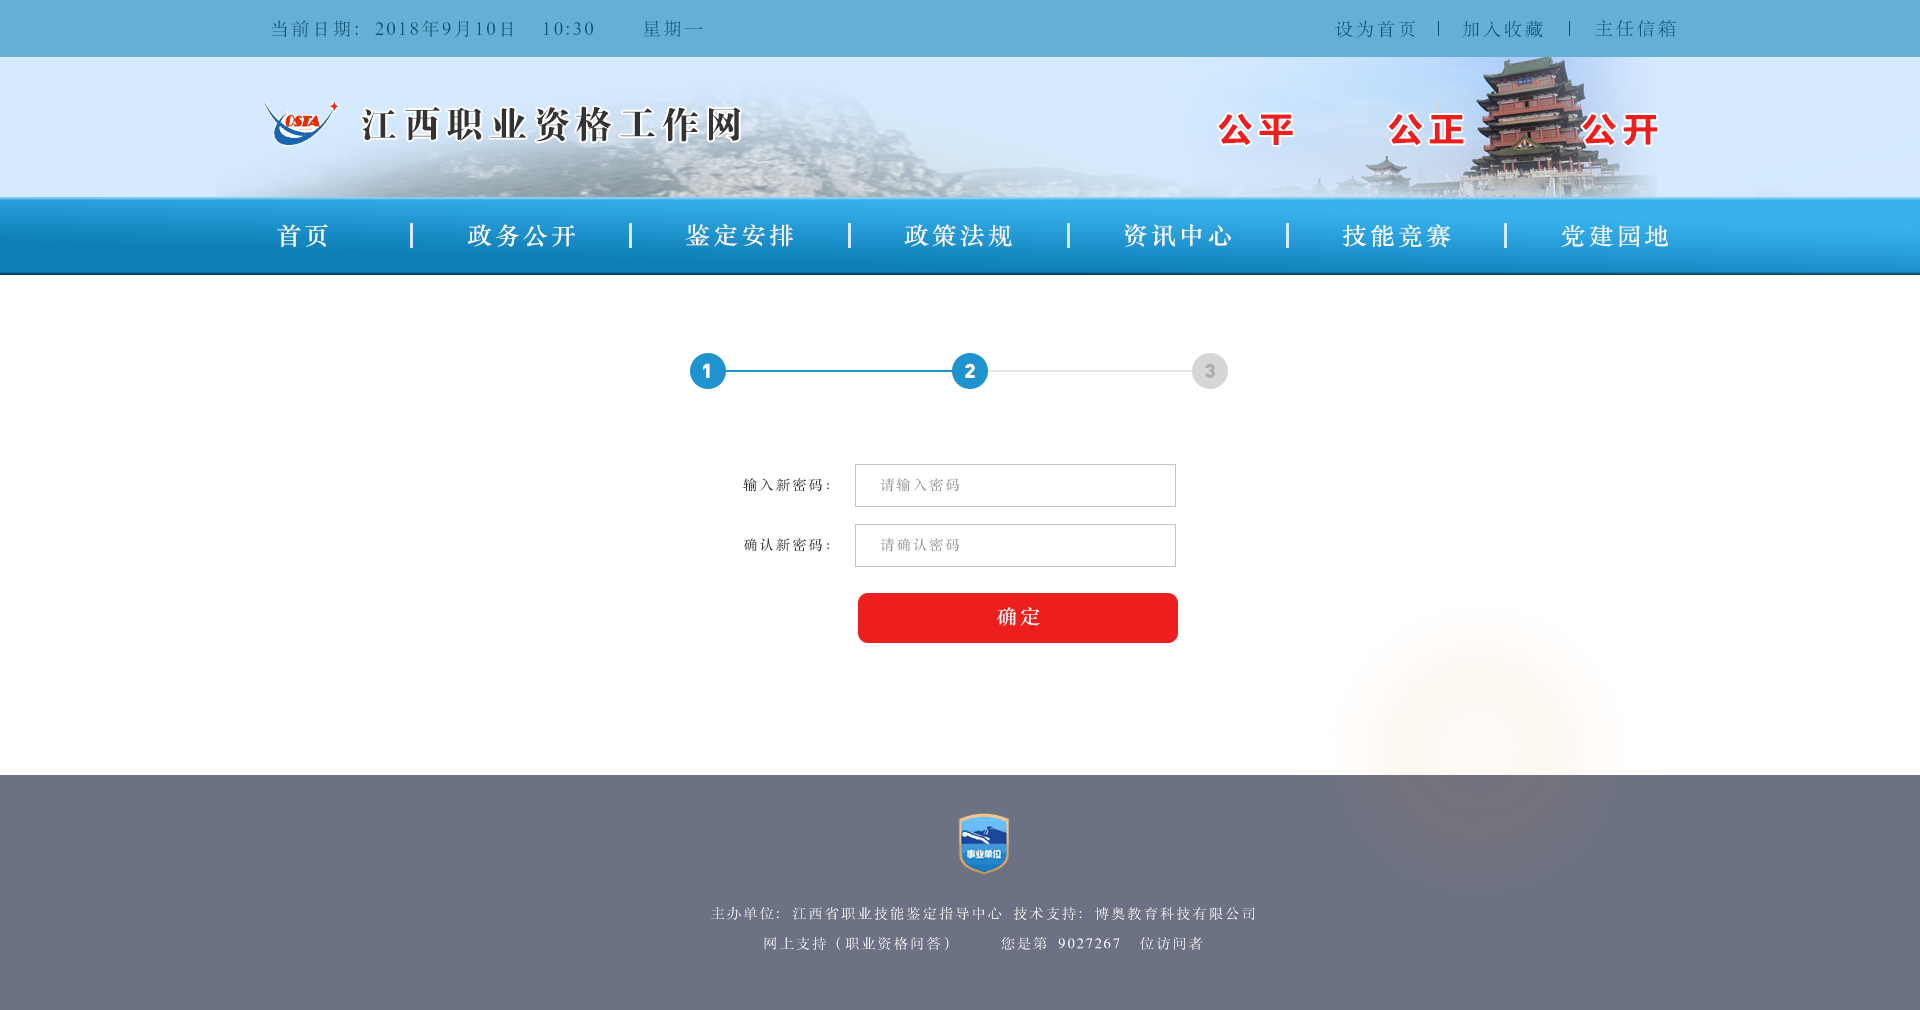 当前日期: 2018年9月10日 10:30 星期一
设为首页 | 加入收藏 | 主任信箱
OSTA 江西职业资格工作网
公平 公正 公开
首页 政务公开 鉴定安排 政策法规 资讯中心 技能竞赛 党建园地
1 2 3
输入新密码: 请输入密码
确认新密码: 请确认密码
确定
事业单位
主办单位: 江西省职业技能鉴定指导中心 技术支持: 博奥教育科技有限公司
网上支持(职业资格问答) 您是第 9027267 位访问者